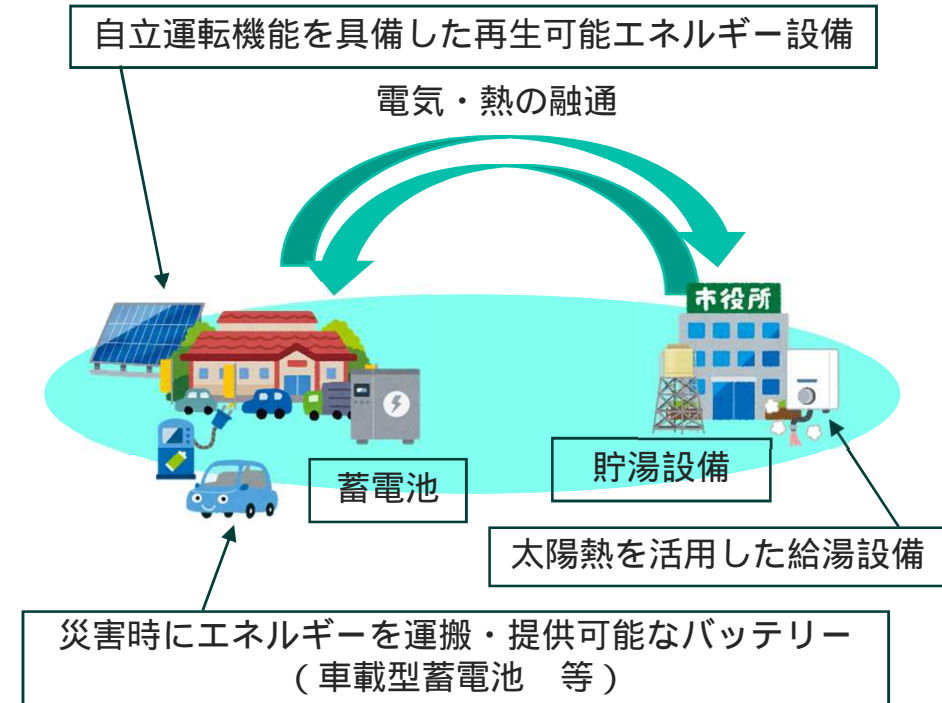 自立運転機能を具備した再生可能エネルギー設備
電気・熱の融通
市役所
蓄電池
貯湯設備
太陽熱を活用した給湯設備
災害時にエネルギーを運搬・提供可能なバッテリー
（車載型蓄電池　等）